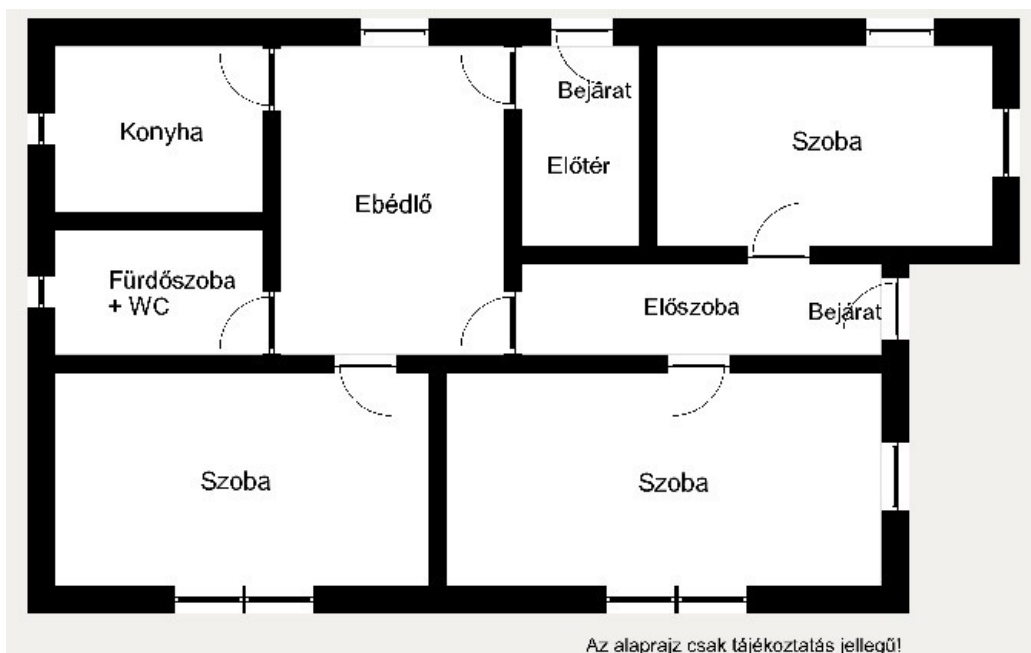 Bejárat
Konyha
Szoba
Előtér
Ebédlő
Fürdőszoba
+ WC
Előszoba
Bejárat
Szoba
Szoba
Az alaprajz csak tájékoztatás jellegű!